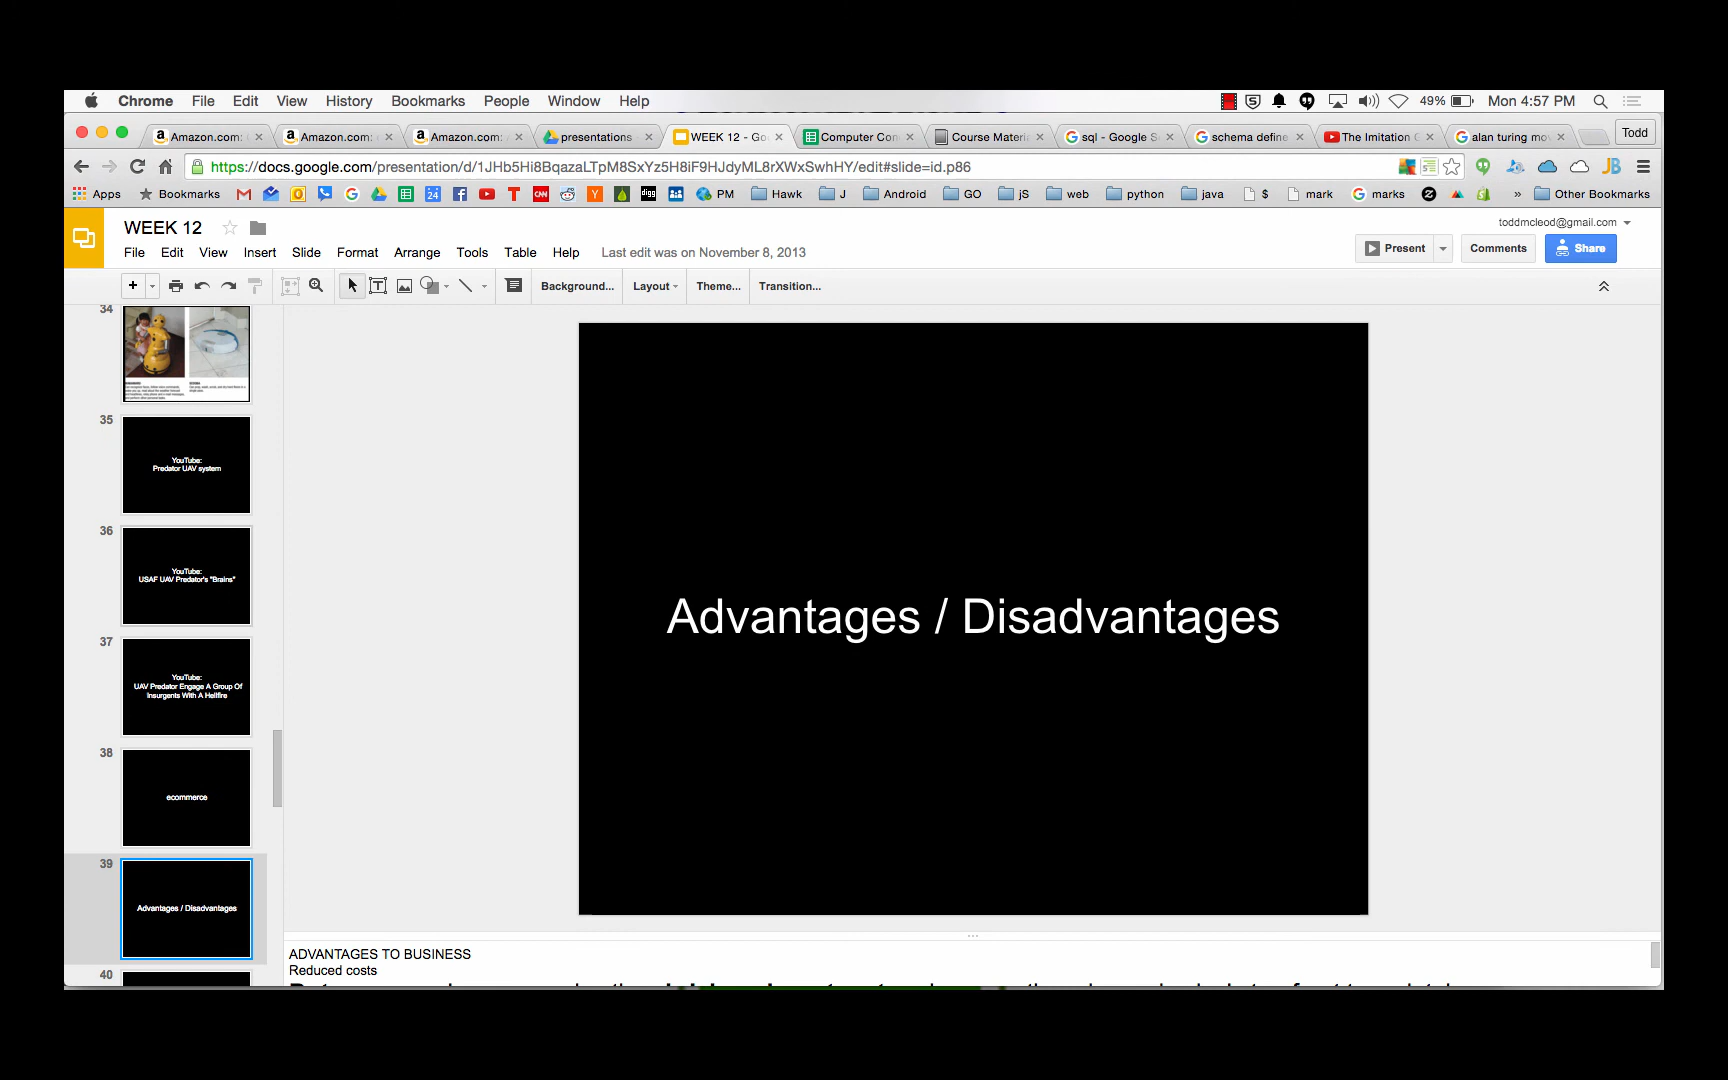 Chrome File Edit View History Bookmarks People Window Help 49% Mon 4:57 PM
Amazon.com: Amazon.com: Amazon.com: presentations WEEK 12 - Go Computer Con Course Materi sql - Google S schema define The Imitation G alan turing mov Todd
https://docs.google.com/presentation/d/1JHb5Hi8BqazaLTpM8SxYz5H8iF9HJdyML8rXWxSwhHY/edit#slide=id.p86
Apps Bookmarks 24 T CNN Y digg PM Hawk J Android GO jS web python java $ mark marks » Other Bookmarks
WEEK 12
toddmcleod@gmail.com
File Edit View Insert Slide Format Arrange Tools Table Help Last edit was on November 8, 2013
Present Comments Share
Background... Layout Theme... Transition...
34
35
YouTube:
Predator UAV system
36
YouTube:
USAF UAV Predator's "Brains"
37
YouTube:
UAV Predator Engage A Group Of
Insurgents With A Hellfire
38
ecommerce
39
Advantages / Disadvantages
40
Advantages / Disadvantages
ADVANTAGES TO BUSINESS
Reduced costs